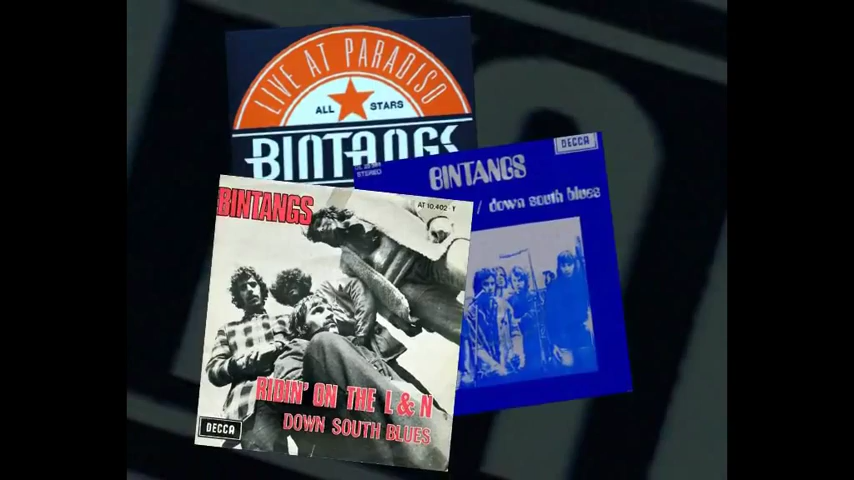 LIVE AT PARADISO
ALL STARS
BINTANGS
DECCA
STEREO
BINTANGS
/ down south blues
BINTANGS
AT 10.402
RIDIN' ON THE L & N
DOWN SOUTH BLUES
DECCA